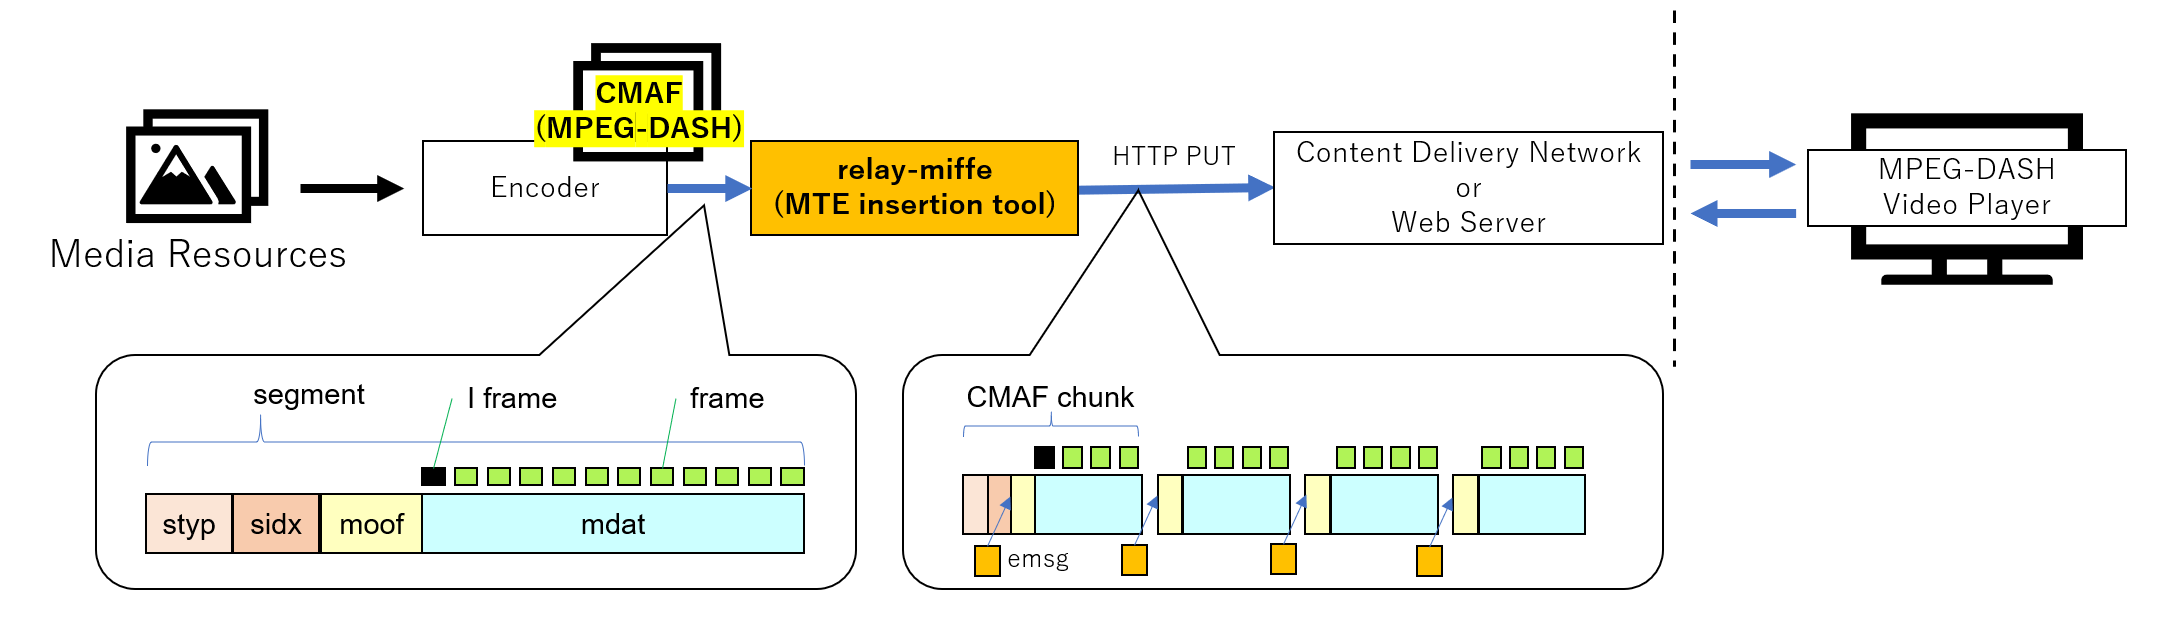 CMAF
(MPEG-DASH)
Media Resources
Encoder
relay-miffe
(MTE insertion tool)
HTTP PUT
Content Delivery Network
or
Web Server
MPEG-DASH
Video Player
segment
I frame
frame
styp
sidx
moof
mdat
CMAF chunk
emsg